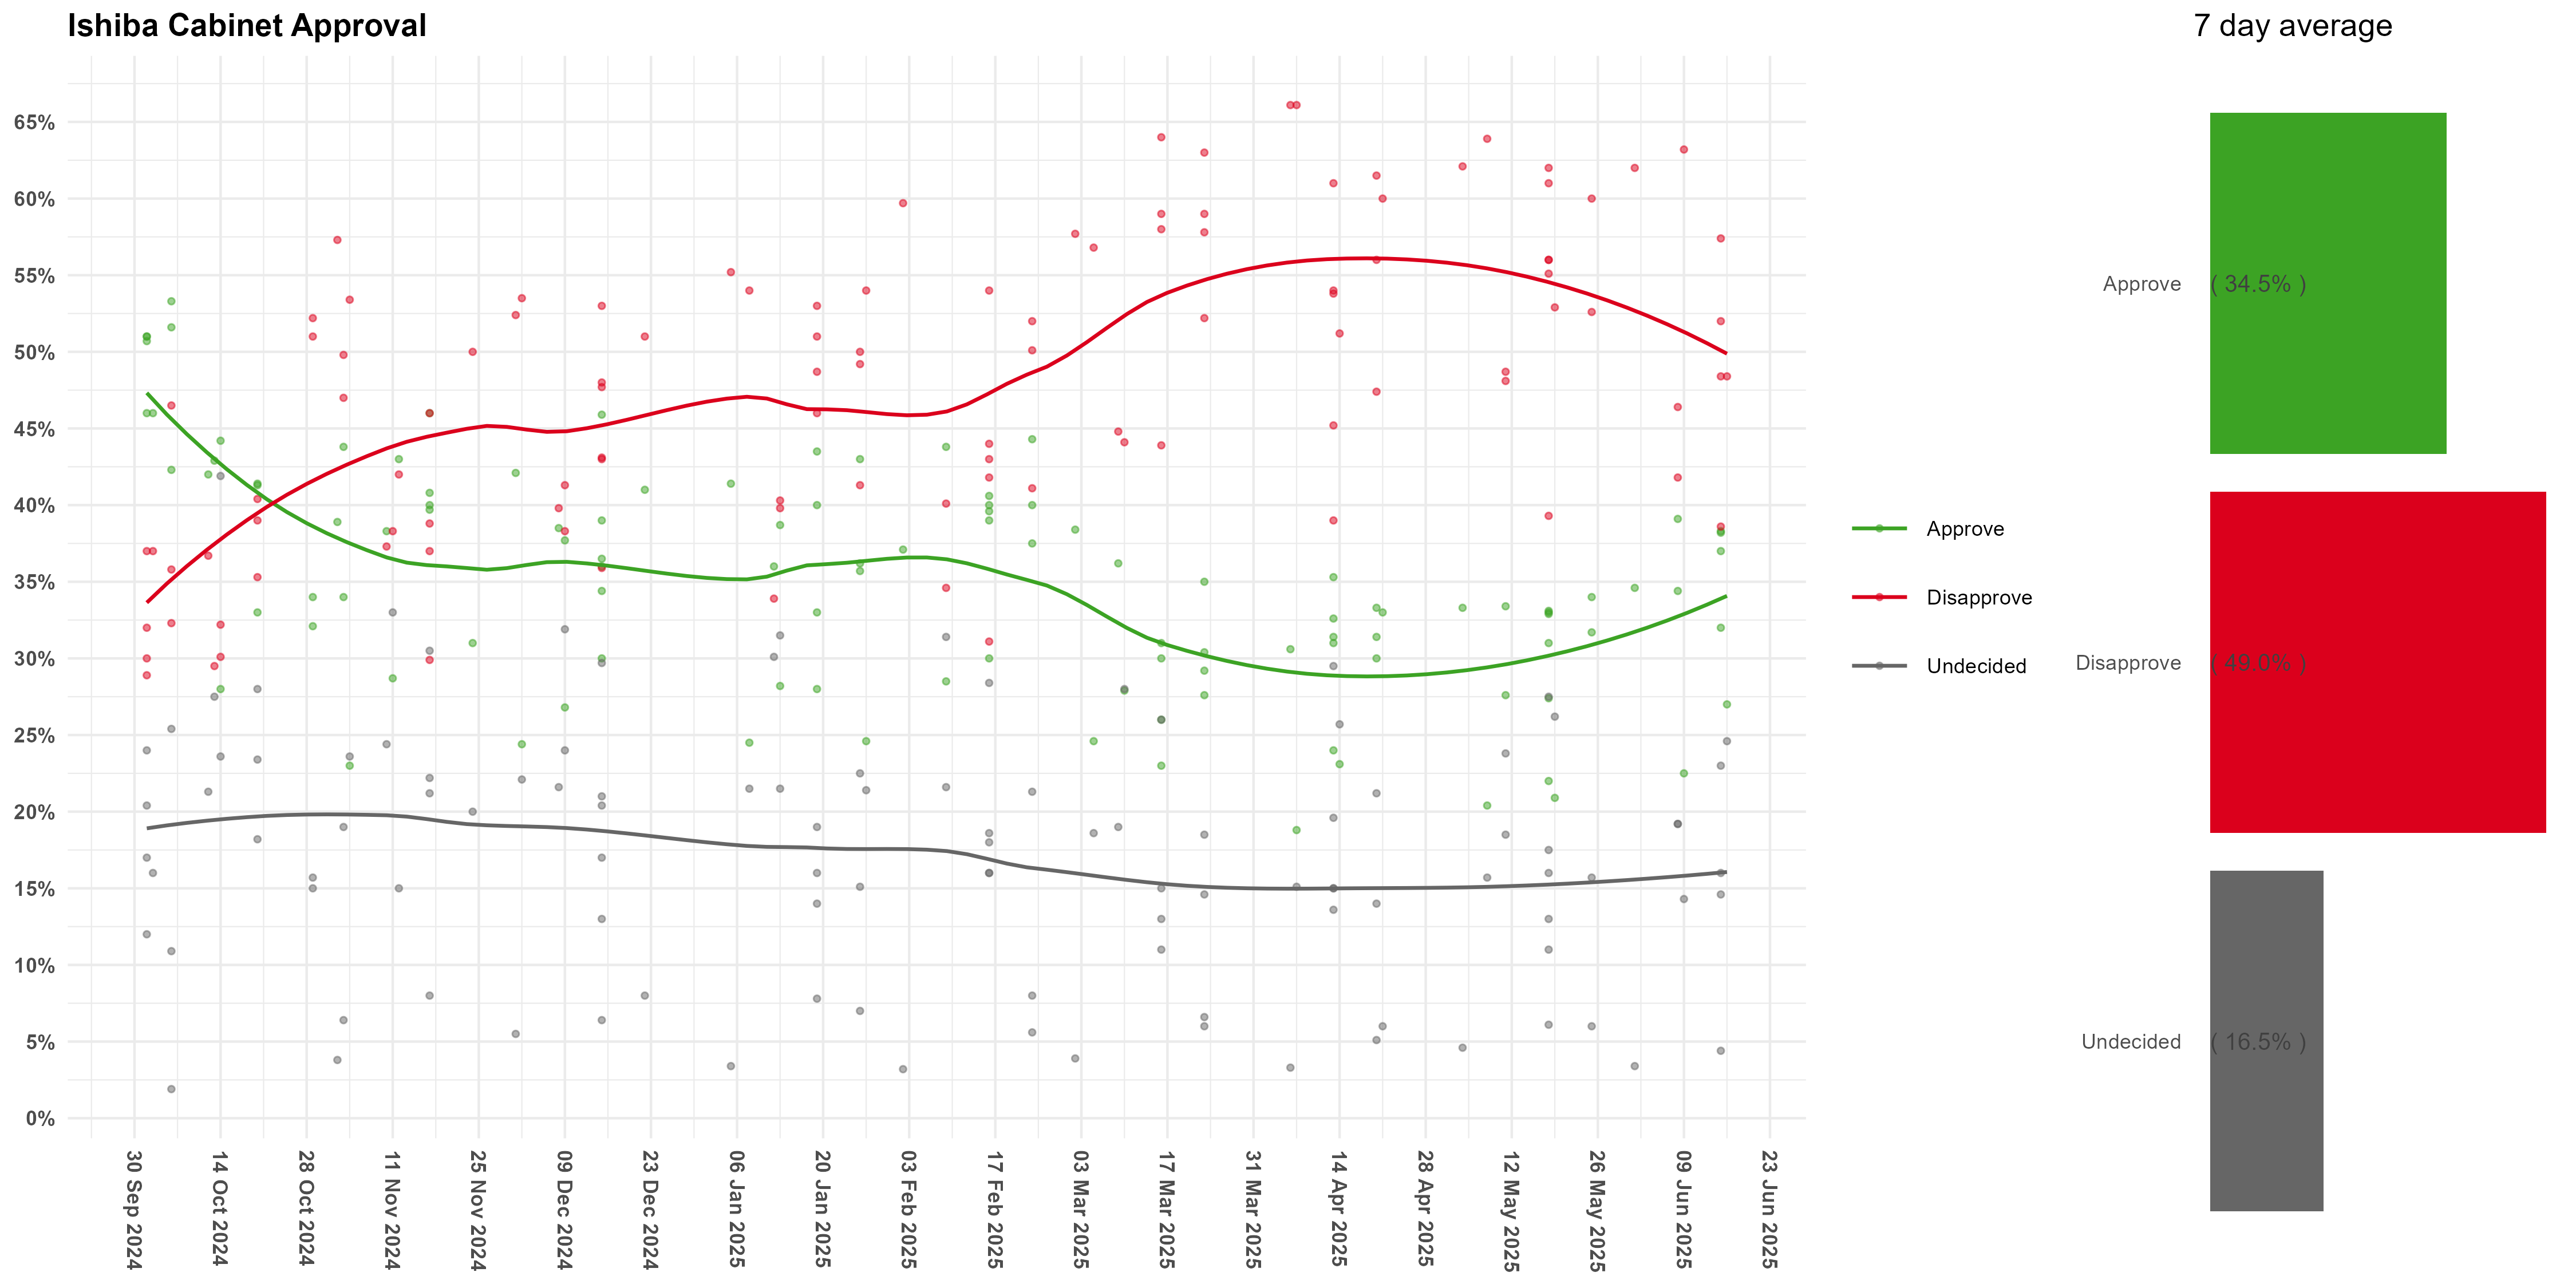 Ishiba Cabinet Approval
7 day average
65%
60%
55%
50%
45%
40%
35%
30%
25%
20%
15%
10%
5%
0%
30 Sep 2024
14 Oct 2024
28 Oct 2024
11 Nov 2024
25 Nov 2024
09 Dec 2024
23 Dec 2024
06 Jan 2025
20 Jan 2025
03 Feb 2025
17 Feb 2025
03 Mar 2025
17 Mar 2025
31 Mar 2025
14 Apr 2025
28 Apr 2025
12 May 2025
26 May 2025
09 Jun 2025
23 Jun 2025
Approve
Disapprove
Undecided
Approve ( 34.5% )
Disapprove ( 49.0% )
Undecided ( 16.5% )